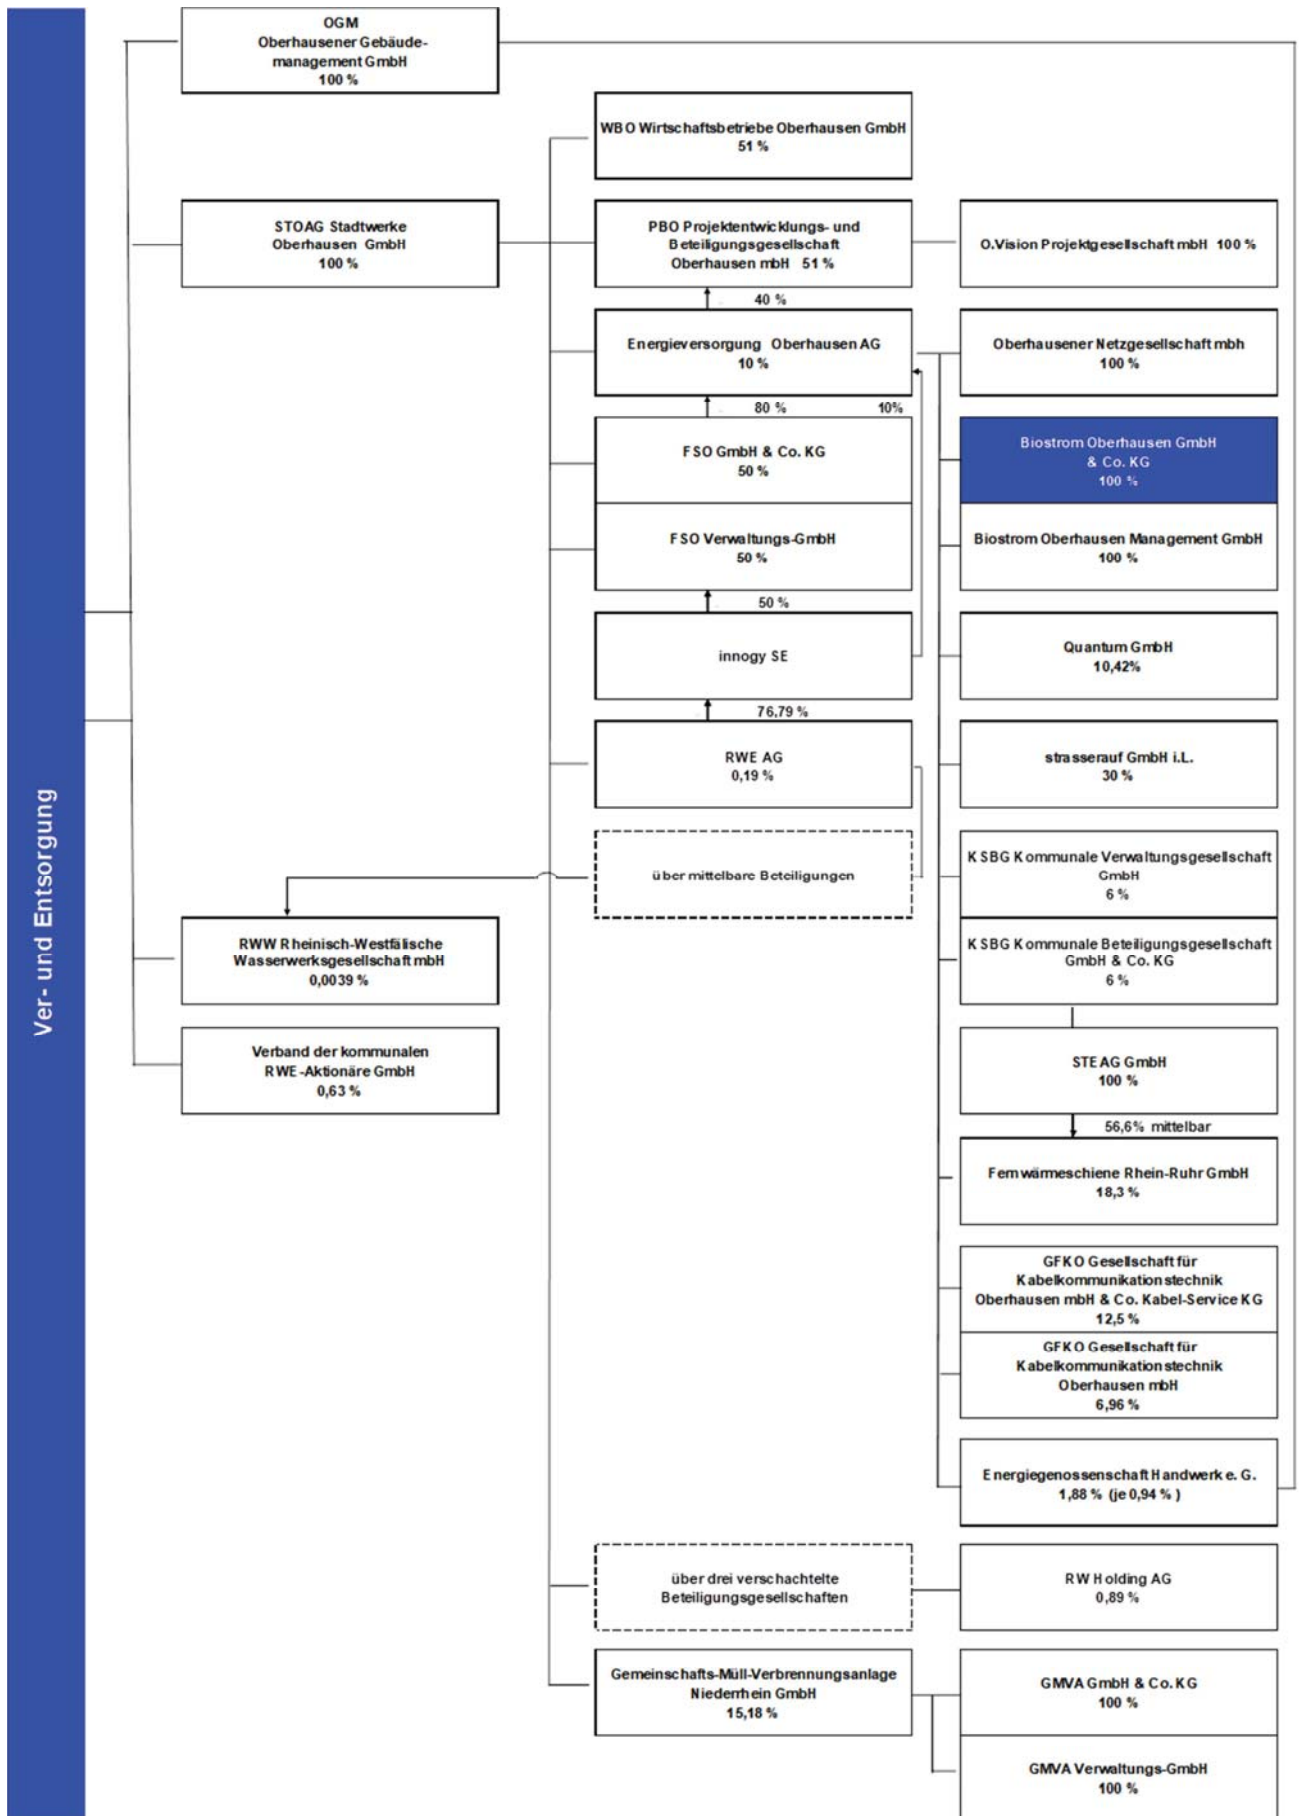 Ver- und Entsorgung
OGM
Oberhausener Gebäude-
management GmbH
100 %
STOAG Stadtwerke
Oberhausen GmbH
100 %
RWW Rheinisch-Westfälische
Wasserwerksgesellschaft mbH
0,0039 %
Verband der kommunalen
RWE-Aktionäre GmbH
0,63 %
WBO Wirtschaftsbetriebe Oberhausen GmbH
51 %
PBO Projektentwicklungs- und
Beteiligungsgesellschaft
Oberhausen mbH 51 %
40 %
Energieversorgung Oberhausen AG
10 %
80 %
10%
FSO GmbH & Co. KG
50 %
FSO Verwaltungs-GmbH
50 %
50 %
innogy SE
76,79 %
RWE AG
0,19 %
über mittelbare Beteiligungen
über drei verschachtelte
Beteiligungsgesellschaften
Gemeinschafts-Müll-Verbrennungsanlage
Niederrhein GmbH
15,18 %
O.Vision Projektgesellschaft mbH 100 %
Oberhausener Netzgesellschaft mbh
100 %
Biostrom Oberhausen GmbH
& Co. KG
100 %
Biostrom Oberhausen Management GmbH
100 %
Quantum GmbH
10,42%
strasserauf GmbH i.L.
30 %
KSBG Kommunale Verwaltungsgesellschaft
GmbH
6 %
KSBG Kommunale Beteiligungsgesellschaft
GmbH & Co. KG
6 %
STEAG GmbH
100 %
56,6% mittelbar
Fernwärmeschiene Rhein-Ruhr GmbH
18,3 %
GFKO Gesellschaft für
Kabelkommunikationstechnik
Oberhausen mbH & Co. Kabel-Service KG
12,5 %
GFKO Gesellschaft für
Kabelkommunikationstechnik
Oberhausen mbH
6,96 %
Energiegenossenschaft Handwerk e. G.
1,88 % (je 0,94 % )
RW Holding AG
0,89 %
GMVA GmbH & Co. KG
100 %
GMVA Verwaltungs-GmbH
100 %